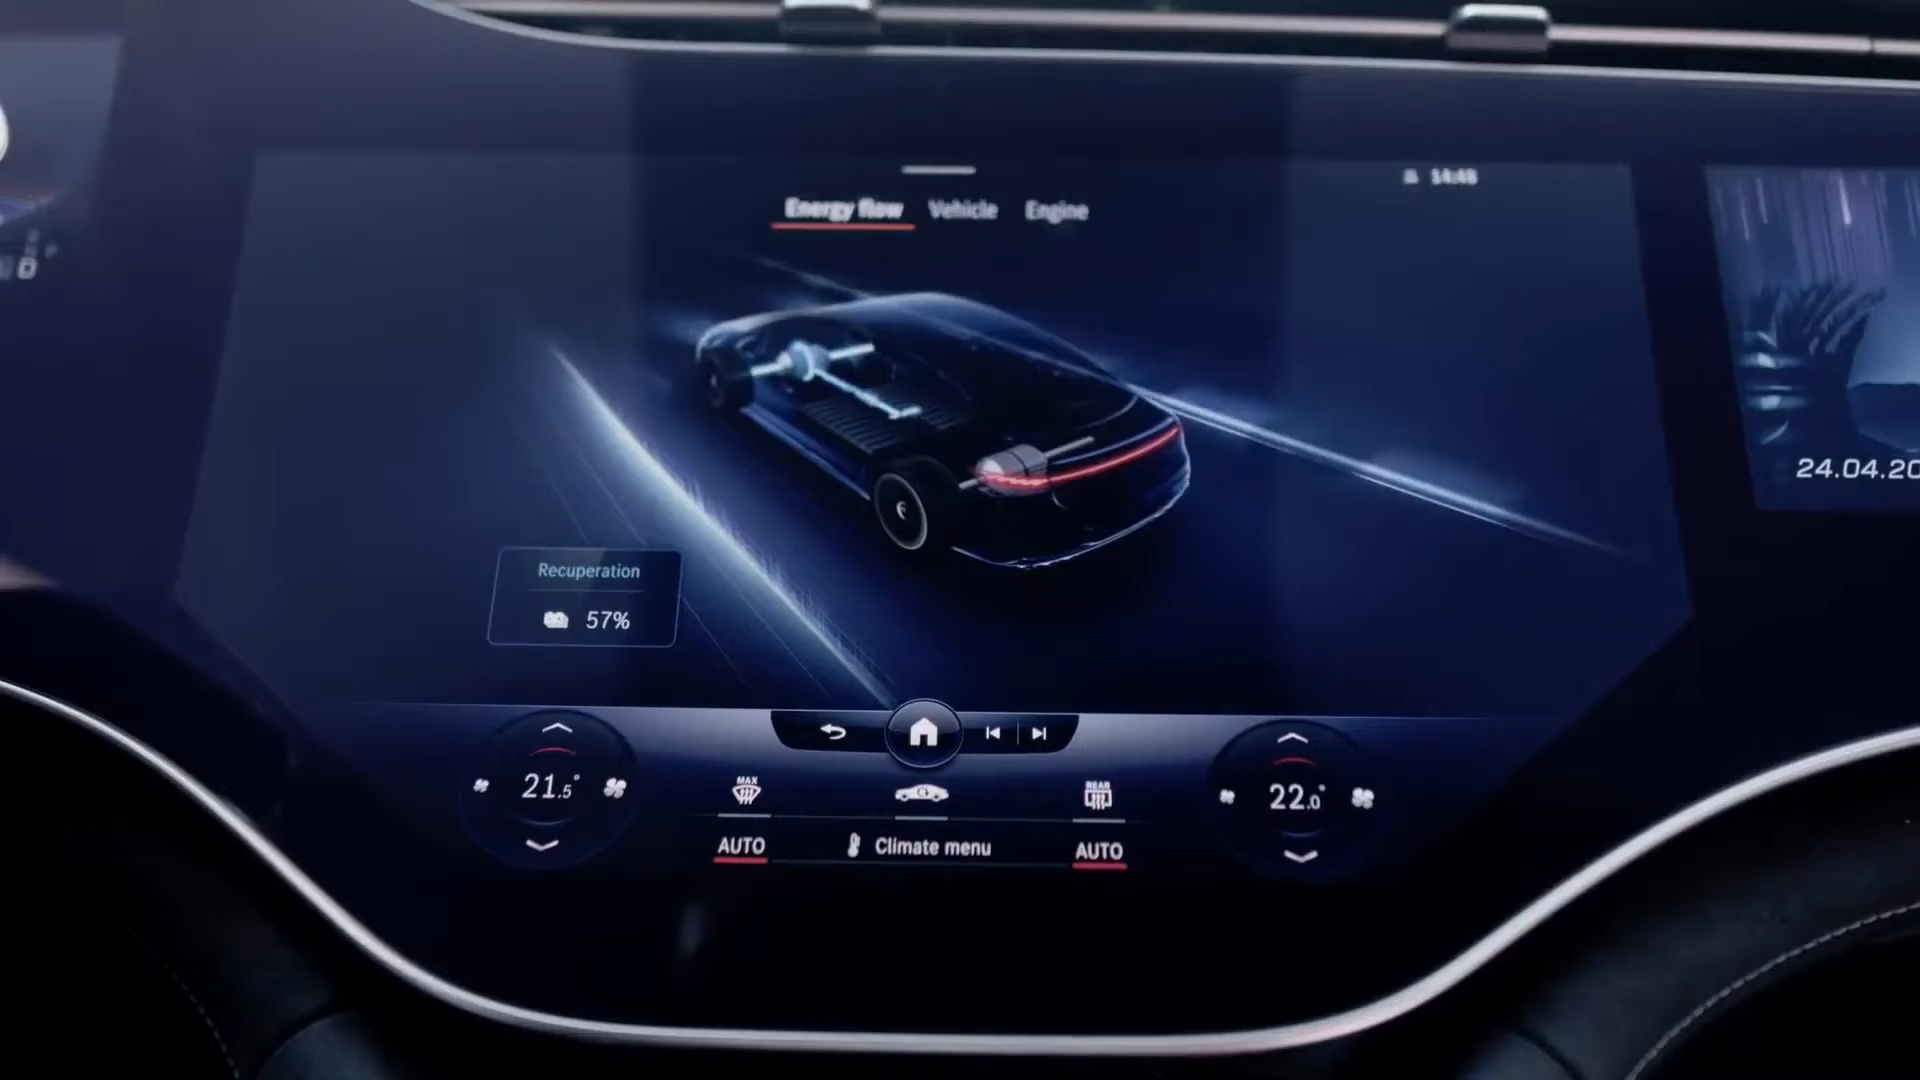 14:48
Energy flow Vehicle Engine
D
24.04.20
Recuperation
57%
21.5°
MAX
REAR
22.0°
AUTO
Climate menu
AUTO